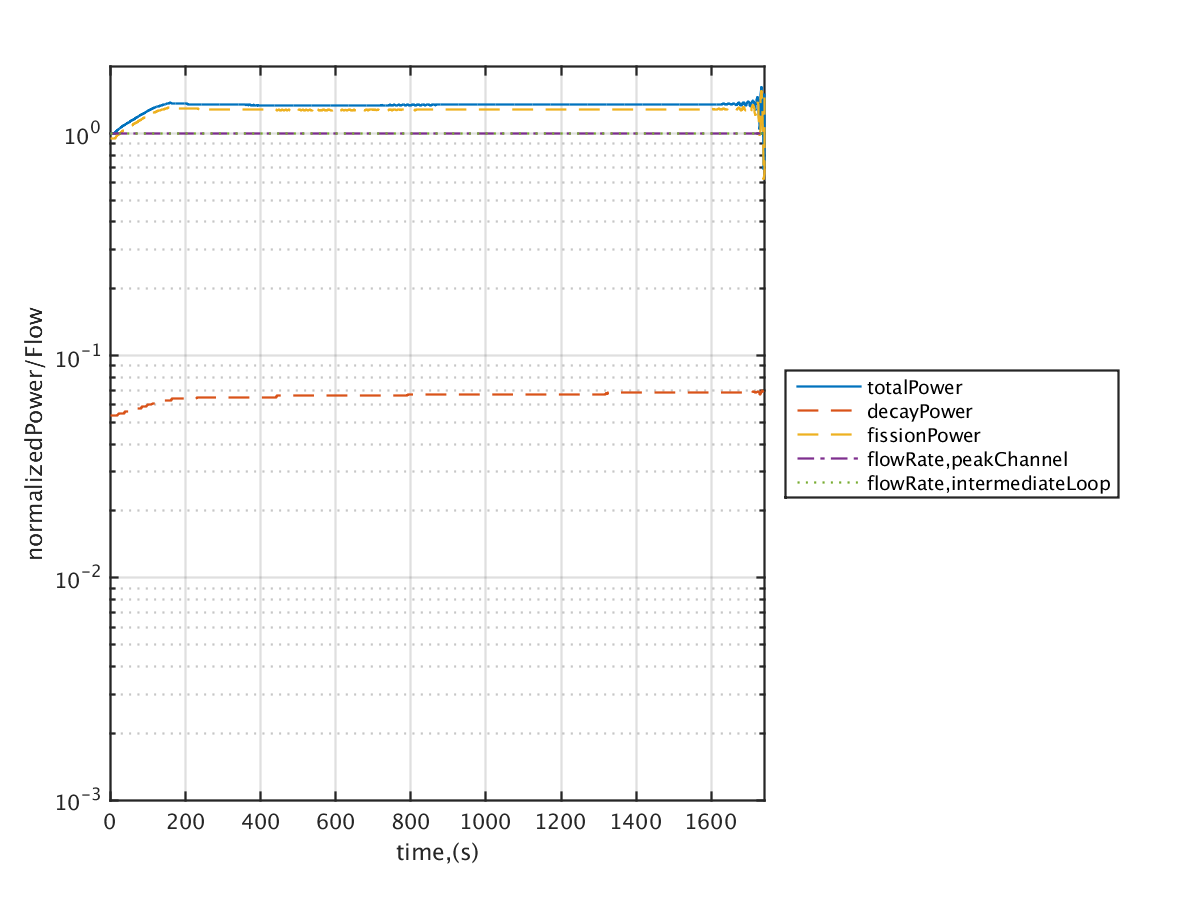 10^0
10^-1
10^-2
10^-3
normalizedPower/Flow
0 200 400 600 800 1000 1200 1400 1600
time,(s)
totalPower
decayPower
fissionPower
flowRate,peakChannel
flowRate,intermediateLoop